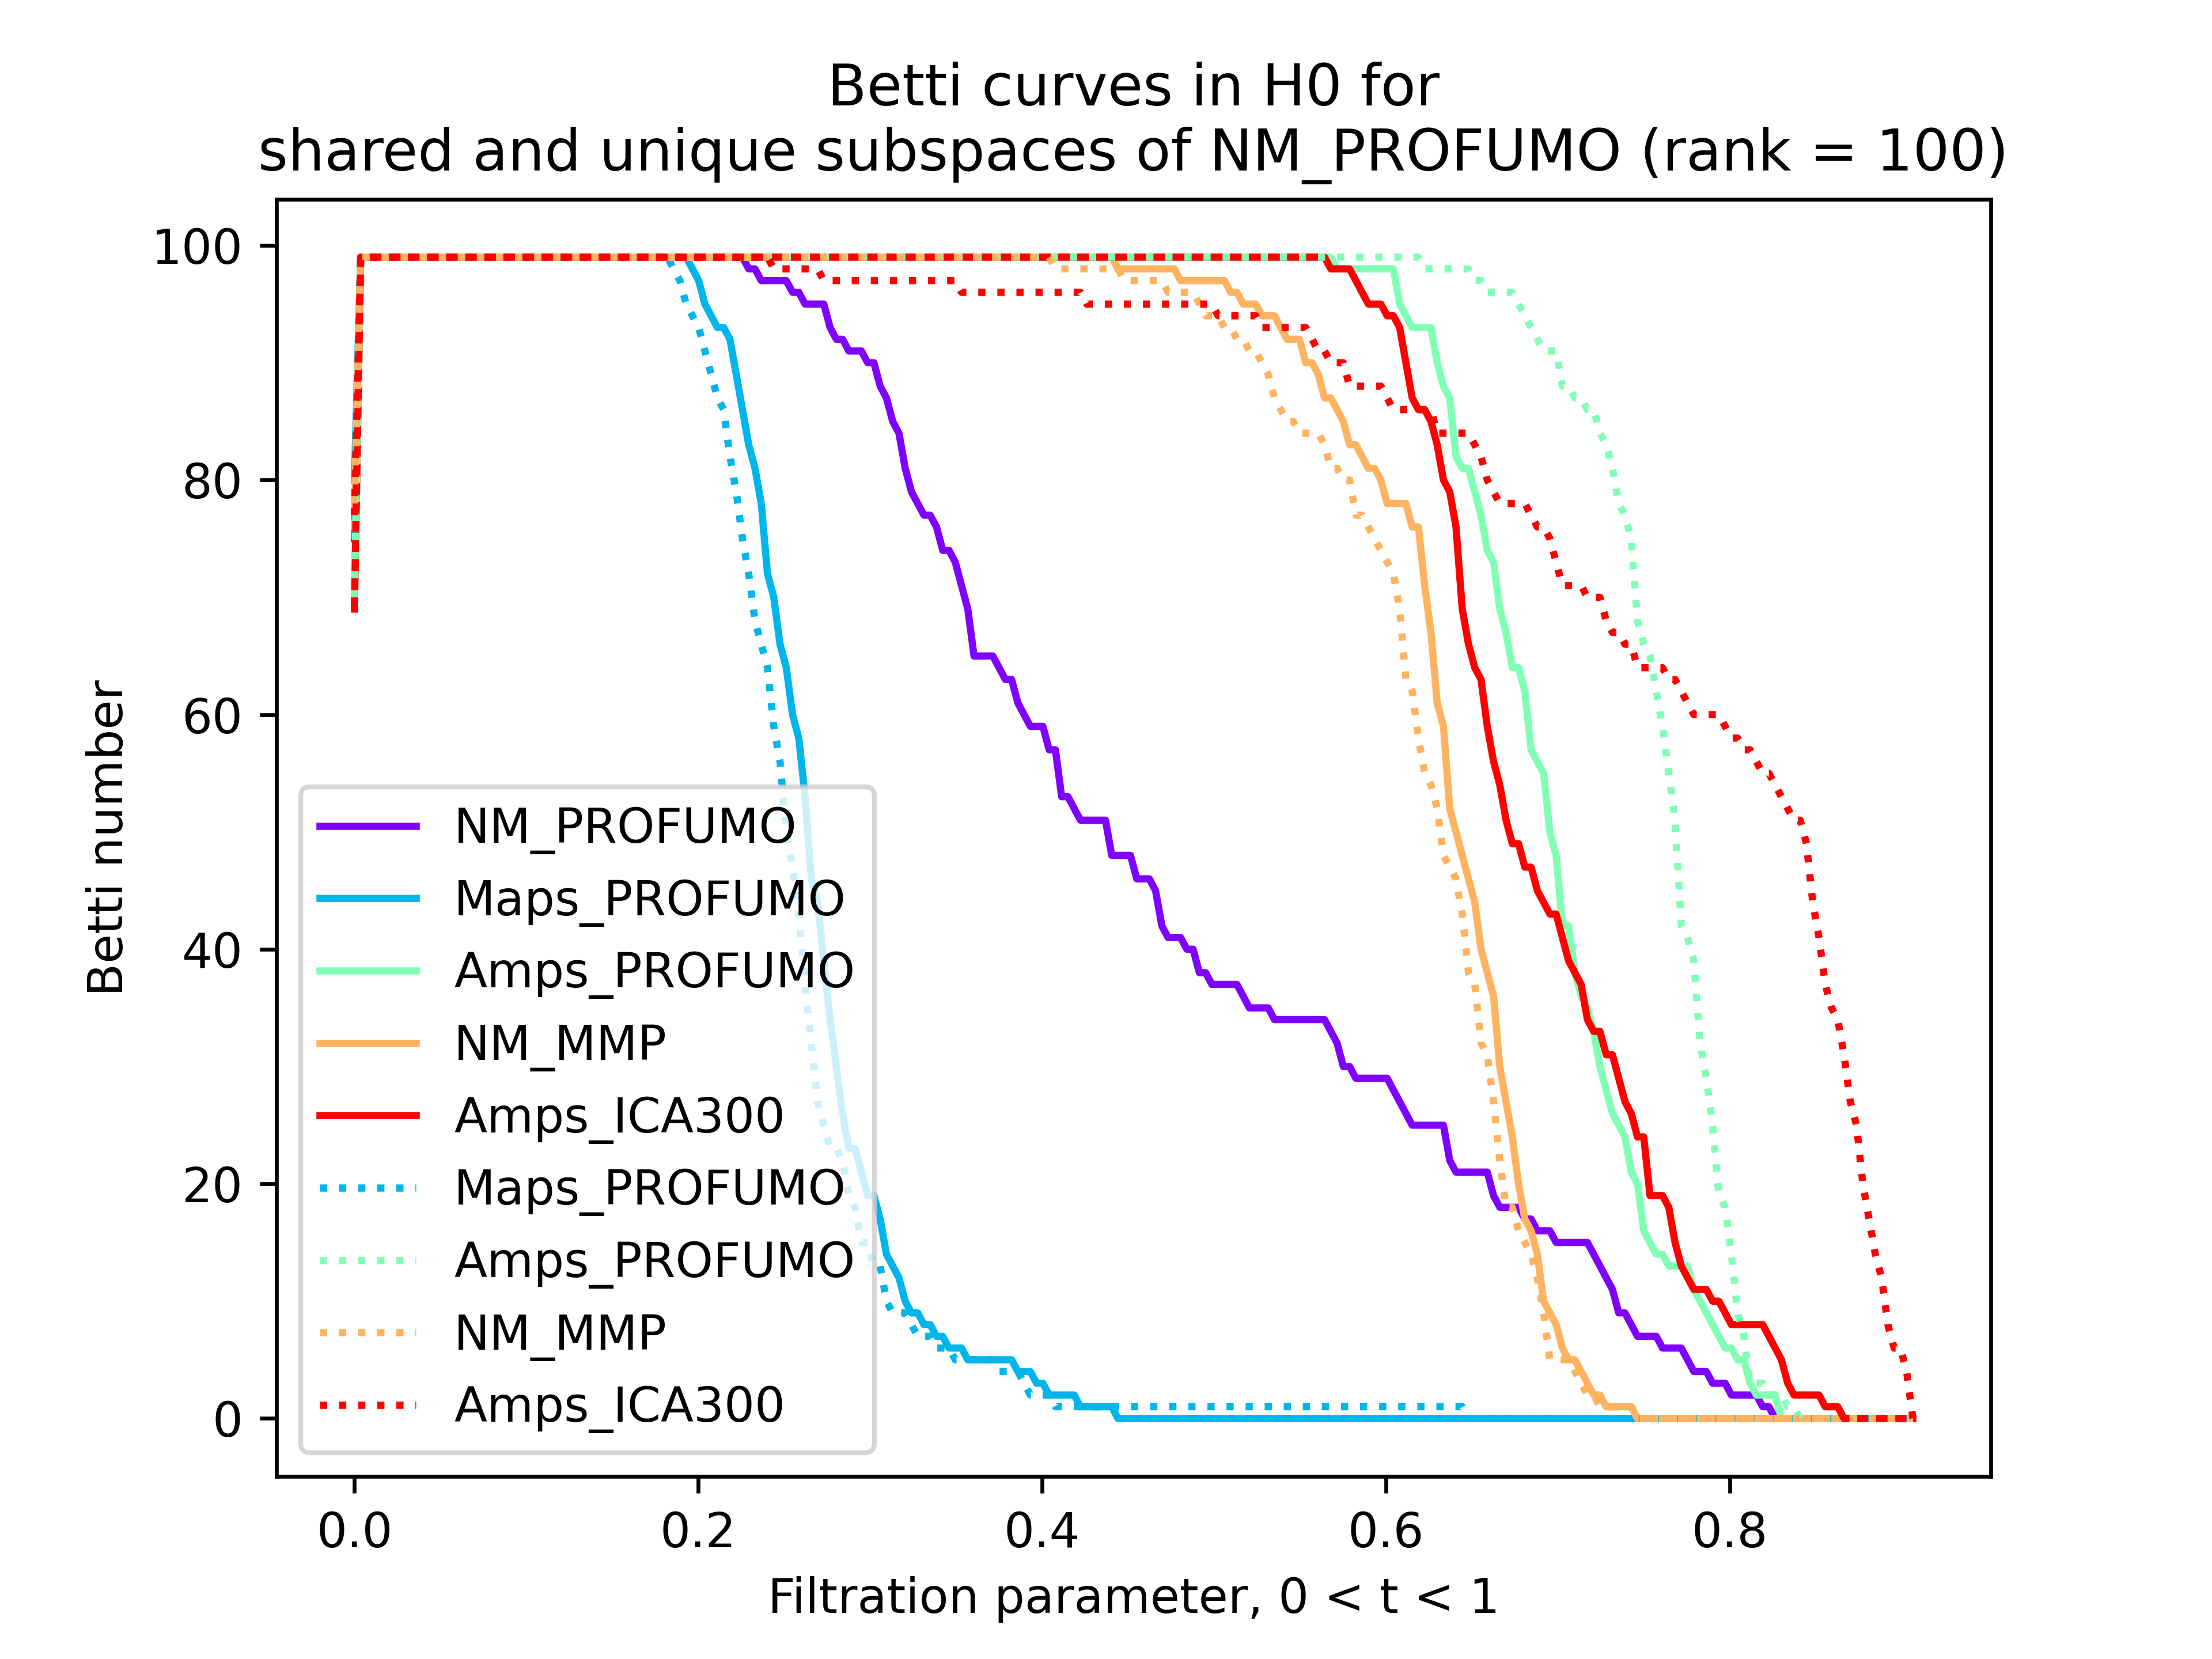 Betti curves in H0 for
shared and unique subspaces of NM_PROFUMO (rank = 100)
100
80
60
40
20
0
Betti number
NM_PROFUMO
Maps_PROFUMO
Amps_PROFUMO
NM_MMP
Amps_ICA300
Maps_PROFUMO
Amps_PROFUMO
NM_MMP
Amps_ICA300
0.0 0.2 0.4 0.6 0.8
Filtration parameter, 0 < t < 1